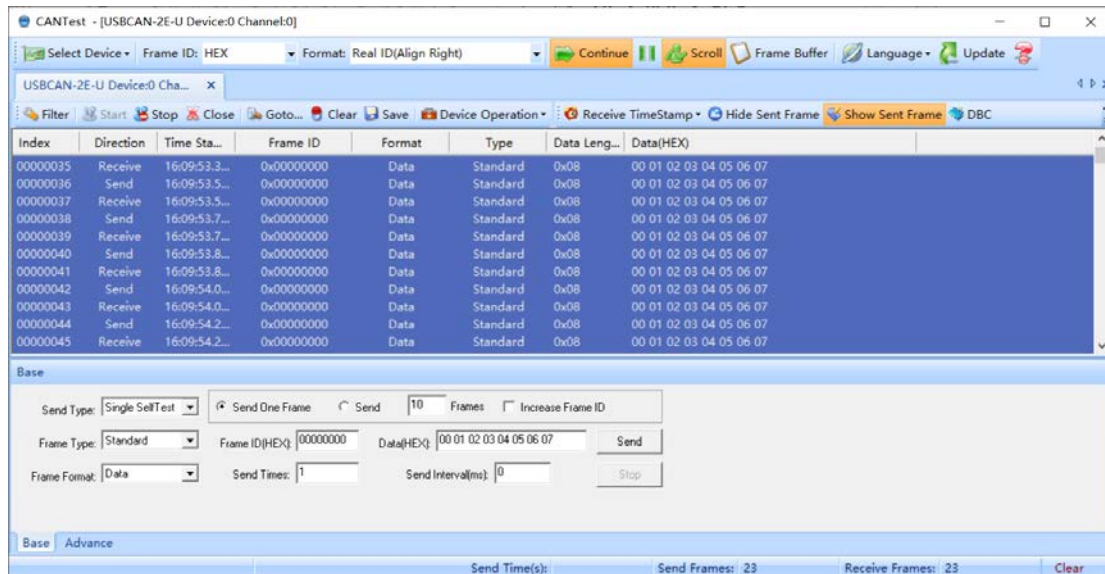 CANTest - [USBCAN-2E-U Device:0 Channel:0]
Select Device Frame ID: HEX Format: Real ID(Align Right) Continue Scroll Frame Buffer Language Update
USBCAN-2E-U Device:0 Cha... x
Filter Start Stop Close Goto... Clear Save Device Operation Receive TimeStamp Hide Sent Frame Show Sent Frame DBC
Index Direction Time Sta... Frame ID Format Type Data Leng... Data(HEX)
00000035 Receive 16:09:53.3... 0x00000000 Data Standard 0x08 00 01 02 03 04 05 06 07
00000036 Send 16:09:53.5... 0x00000000 Data Standard 0x08 00 01 02 03 04 05 06 07
00000037 Receive 16:09:53.5... 0x00000000 Data Standard 0x08 00 01 02 03 04 05 06 07
00000038 Send 16:09:53.7... 0x00000000 Data Standard 0x08 00 01 02 03 04 05 06 07
00000039 Receive 16:09:53.7... 0x00000000 Data Standard 0x08 00 01 02 03 04 05 06 07
00000040 Send 16:09:53.8... 0x00000000 Data Standard 0x08 00 01 02 03 04 05 06 07
00000041 Receive 16:09:53.8... 0x00000000 Data Standard 0x08 00 01 02 03 04 05 06 07
00000042 Send 16:09:54.0... 0x00000000 Data Standard 0x08 00 01 02 03 04 05 06 07
00000043 Receive 16:09:54.0... 0x00000000 Data Standard 0x08 00 01 02 03 04 05 06 07
00000044 Send 16:09:54.2... 0x00000000 Data Standard 0x08 00 01 02 03 04 05 06 07
00000045 Receive 16:09:54.2... 0x00000000 Data Standard 0x08 00 01 02 03 04 05 06 07
Base
Send Type: Single SelfTest Send One Frame Send 10 Frames Increase Frame ID
Frame Type: Standard Frame ID(HEX): 00000000 Data(HEX): 00 01 02 03 04 05 06 07 Send
Frame Format: Data Send Times: 1 Send Interval(ms): 0 Stop
Base Advance
Send Time(s): Send Frames: 23 Receive Frames: 23 Clear